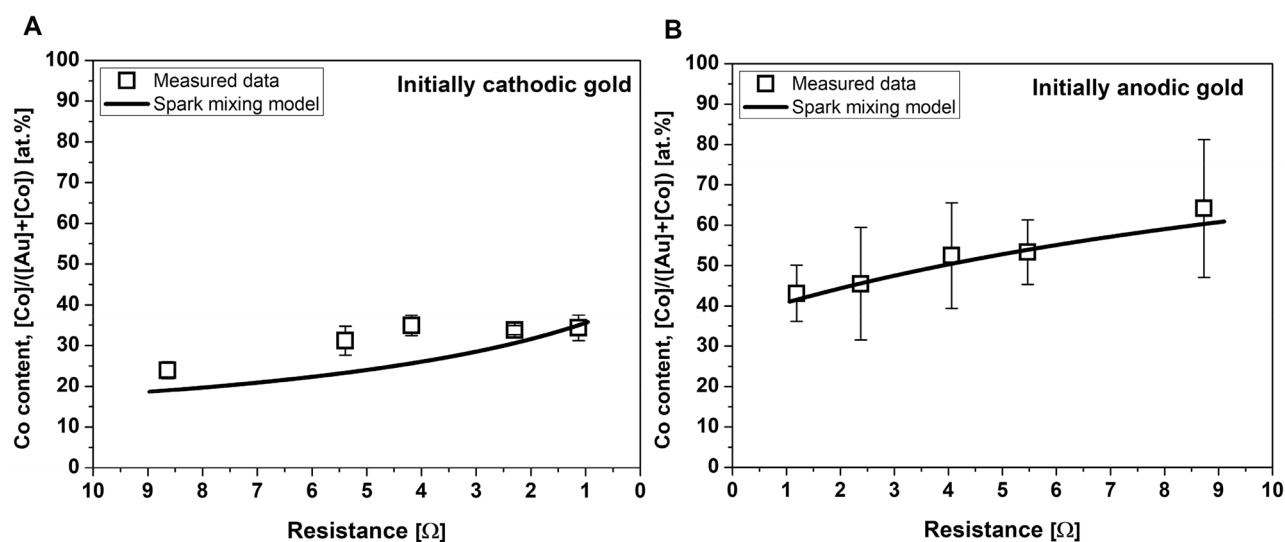 A
Co content, [Co]/([Au]+[Co]) [at.%]
100
90
80
70
60
50
40
30
20
10
0
Measured data
Spark mixing model
Initially cathodic gold
10 9 8 7 6 5 4 3 2 1 0
Resistance [Ω]
B
Co content, [Co]/([Au]+[Co]) [at.%]
100
90
80
70
60
50
40
30
20
10
0
Measured data
Spark mixing model
Initially anodic gold
0 1 2 3 4 5 6 7 8 9 10
Resistance [Ω]